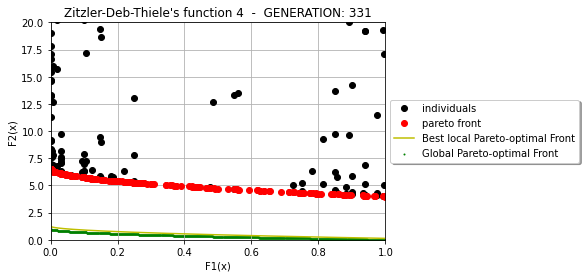 Zitzler-Deb-Thiele's function 4 - GENERATION: 331
20.0
17.5
15.0
12.5
10.0
7.5
5.0
2.5
0.0
F2(x)
0.0 0.2 0.4 0.6 0.8 1.0
F1(x)
individuals
pareto front
Best local Pareto-optimal Front
Global Pareto-optimal Front